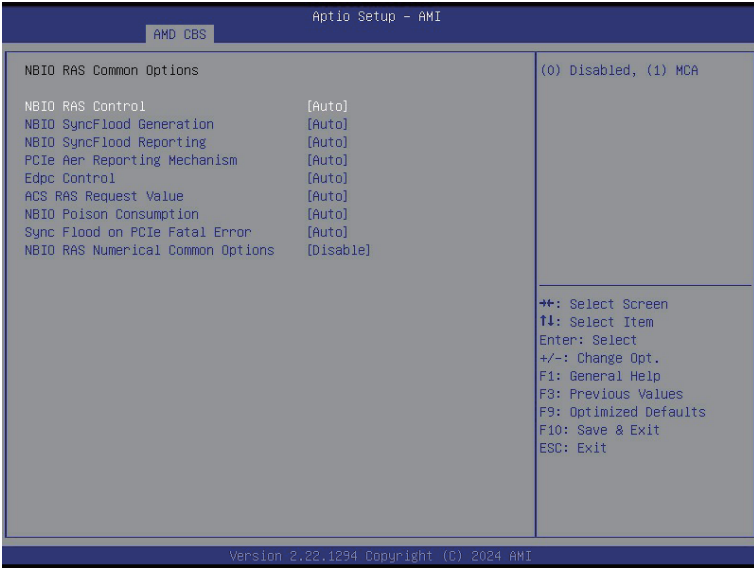 Aptio Setup – AMI
AMD CBS
NBIO RAS Common Options
NBIO RAS Control [Auto]
NBIO SyncFlood Generation [Auto]
NBIO SyncFlood Reporting [Auto]
PCIe Aer Reporting Mechanism [Auto]
Edpc Control [Auto]
ACS RAS Request Value [Auto]
NBIO Poison Consumption [Auto]
Sync Flood on PCIe Fatal Error [Auto]
NBIO RAS Numerical Common Options [Disable]
(0) Disabled, (1) MCA
→←: Select Screen
↑↓: Select Item
Enter: Select
+/-: Change Opt.
F1: General Help
F3: Previous Values
F9: Optimized Defaults
F10: Save & Exit
ESC: Exit
Version 2.22.1294 Copyright (C) 2024 AMI